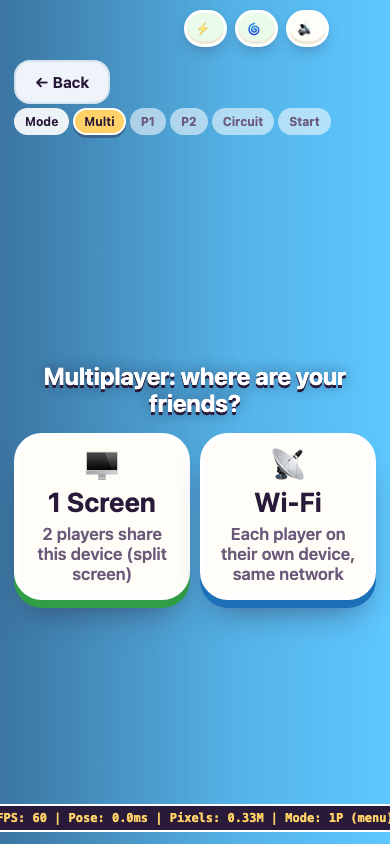 ← Back
Mode Multi P1 P2 Circuit Start
Multiplayer: where are your
friends?
1 Screen
2 players share
this device (split
screen)
Wi-Fi
Each player on
their own device,
same network
FPS: 60 | Pose: 0.0ms | Pixels: 0.33M | Mode: 1P (menu)